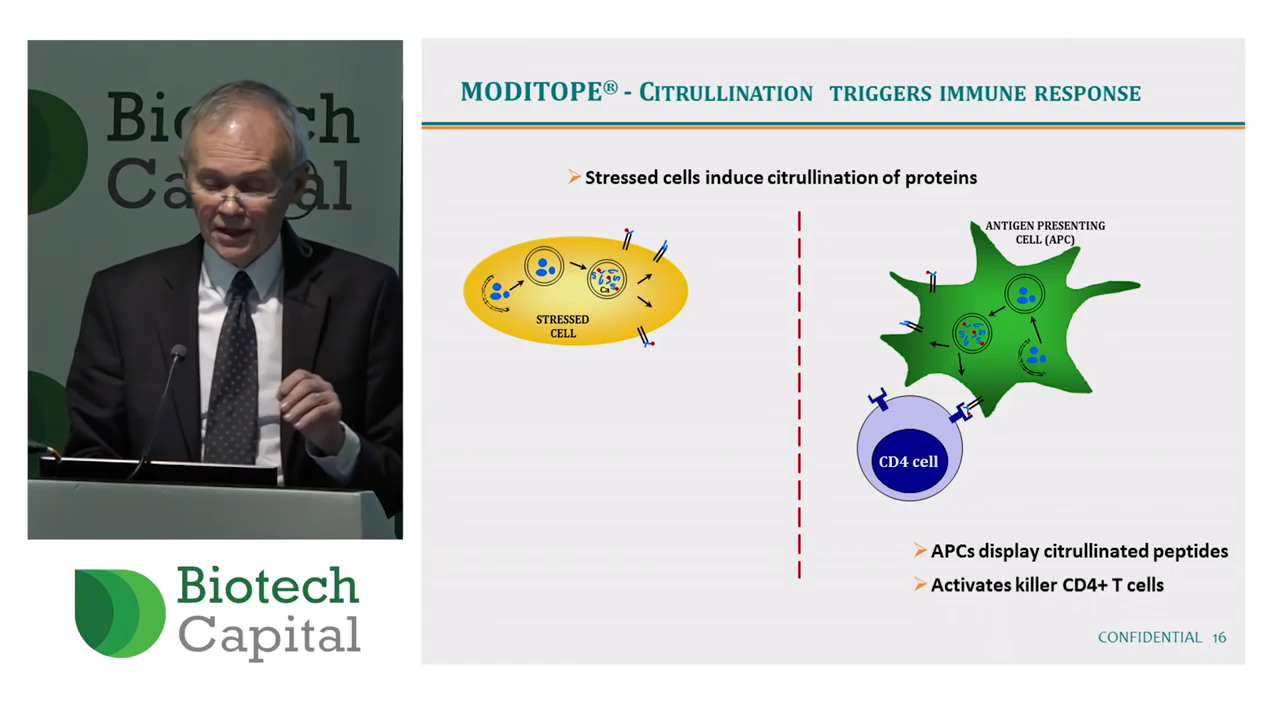 Biotech
Capital
Biotech
Capital
MODITOPE® - CITRULLINATION TRIGGERS IMMUNE RESPONSE
➢ Stressed cells induce citrullination of proteins
Ca
STRESSED
CELL
ANTIGEN PRESENTING
CELL (APC)
CD4 cell
➢ APCs display citrullinated peptides
➢ Activates killer CD4+ T cells
CONFIDENTIAL 16